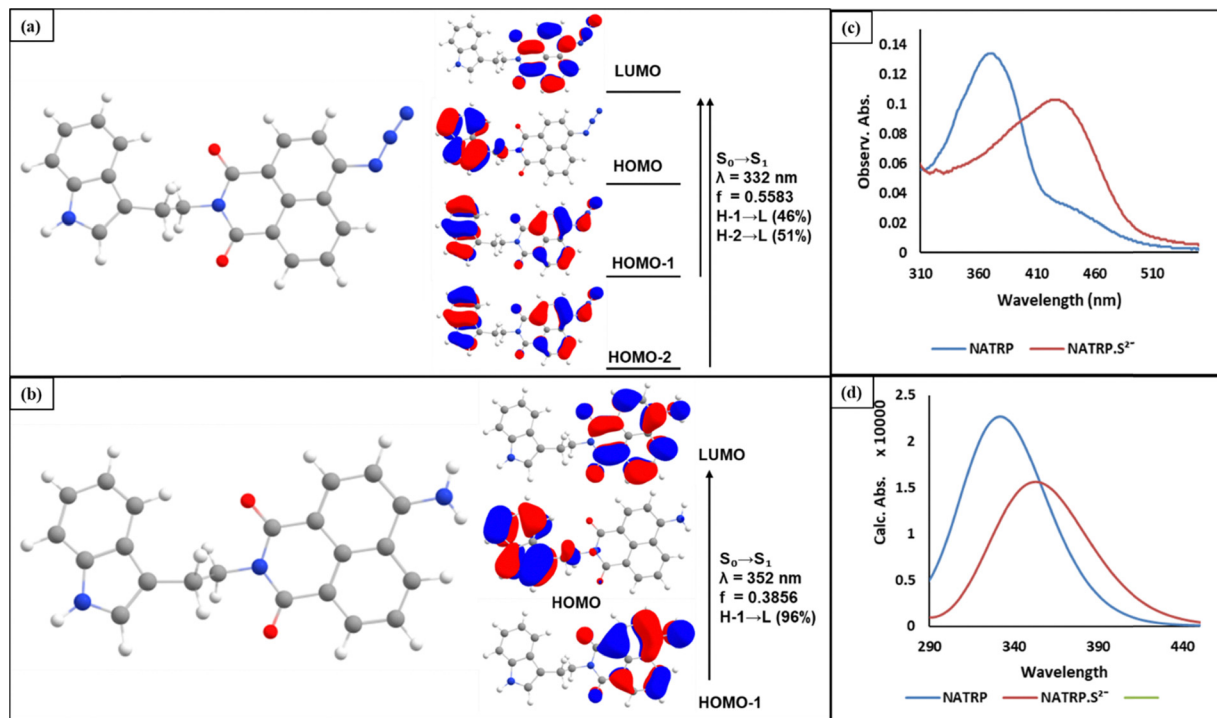 (a)
LUMO
HOMO
HOMO-1
HOMO-2
S₀→S₁
λ = 332 nm
f = 0.5583
H-1→L (46%)
H-2→L (51%)
(b)
LUMO
HOMO
HOMO-1
S₀→S₁
λ = 352 nm
f = 0.3856
H-1→L (96%)
(c)
Observ. Abs.
0.14
0.12
0.1
0.08
0.06
0.04
0.02
0
310 360 410 460 510
Wavelength (nm)
NATRP NATRP.S²⁻
(d)
Calc. Abs. x 10000
2.5
2
1.5
1
0.5
0
290 340 390 440
Wavelength
NATRP NATRP.S²⁻